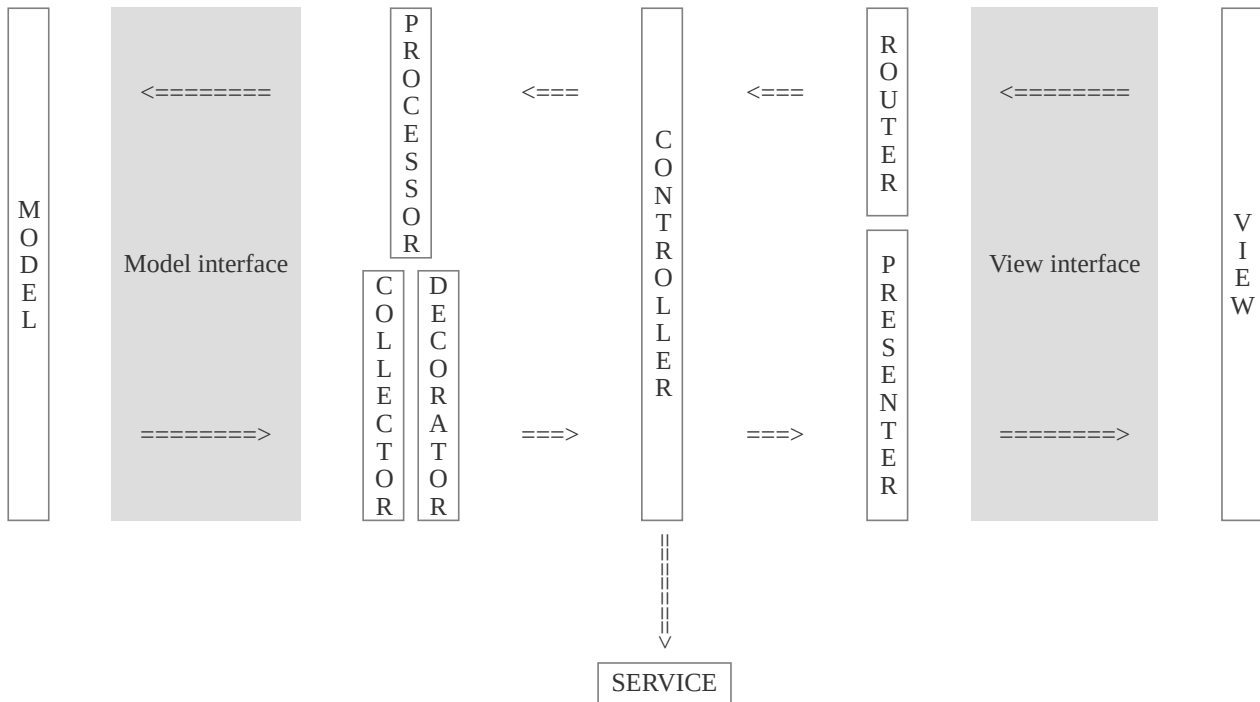 MODEL
<========
Model interface
========>
PROCESSOR
COLLECTOR
DECORATOR
<===
===>
CONTROLLER
<===
===>
ROUTER
PRESENTER
<========
View interface
========>
VIEW
======>
SERVICE